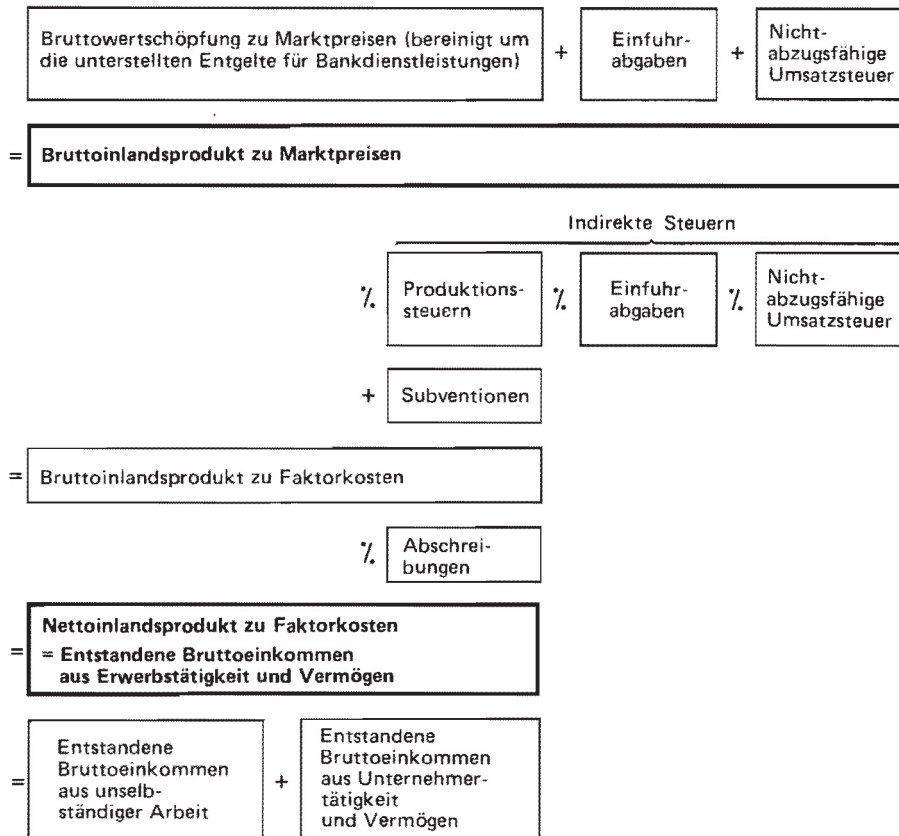 Bruttowertschöpfung zu Marktpreisen (bereinigt um
die unterstellten Entgelte für Bankdienstleistungen)
+
Einfuhr-
abgaben
+
Nicht-
abzugsfähige
Umsatzsteuer
=
Bruttoinlandsprodukt zu Marktpreisen
Indirekte Steuern
٪
Produktions-
steuern
٪
Einfuhr-
abgaben
٪
Nicht-
abzugsfähige
Umsatzsteuer
+
Subventionen
=
Bruttoinlandsprodukt zu Faktorkosten
٪
Abschrei-
bungen
=
Nettoinlandsprodukt zu Faktorkosten
= Entstandene Bruttoeinkommen
aus Erwerbstätigkeit und Vermögen
=
Entstandene
Bruttoeinkommen
aus unselb-
ständiger Arbeit
+
Entstandene
Bruttoeinkommen
aus Unternehmer-
tätigkeit
und Vermögen